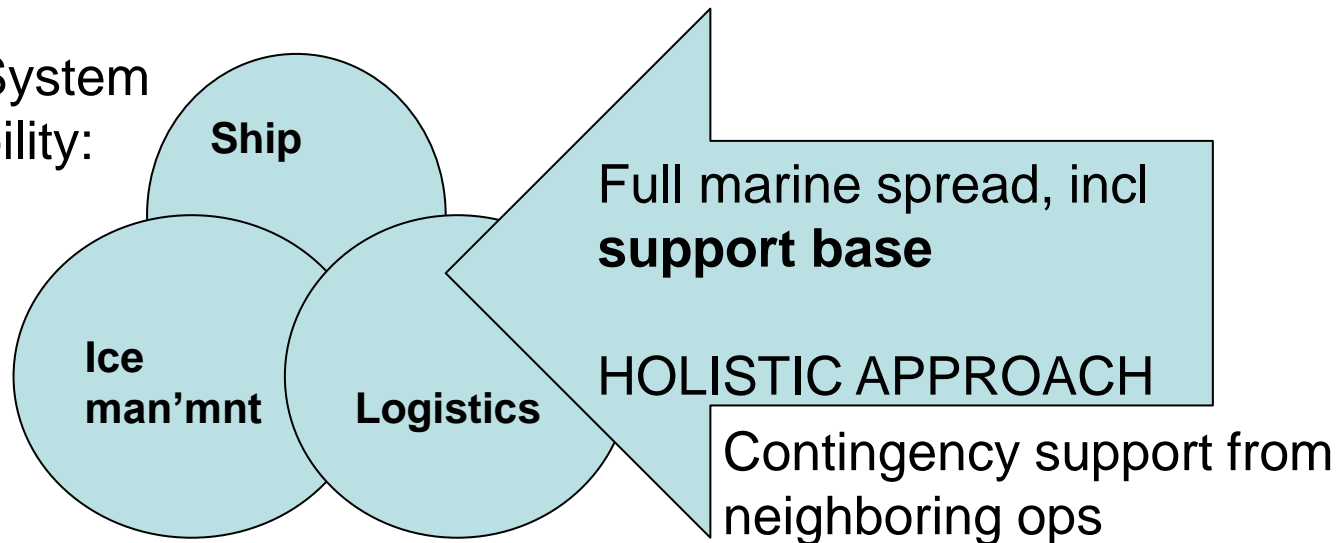 System
Ship
Full marine spread, incl
support base
HOLISTIC APPROACH
Ice
man’mnt
Logistics
Contingency support from
neighboring ops